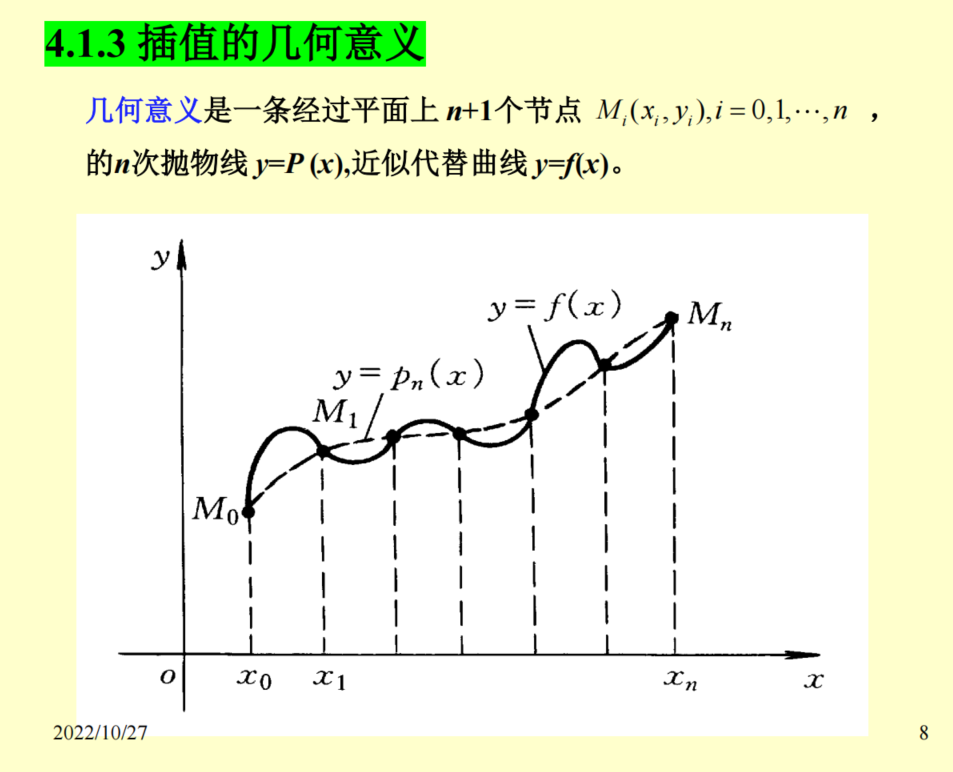 4.1.3 插值的几何意义
几何意义是一条经过平面上 n+1个节点 Mᵢ(xᵢ,yᵢ),i=0,1,⋯,n ，
的n次抛物线 y=P (x),近似代替曲线 y=f(x)。
y
y=f(x)
Mₙ
y=pₙ(x)
M₁
M₀
o
x₀
x₁
xₙ
x
2022/10/27
8